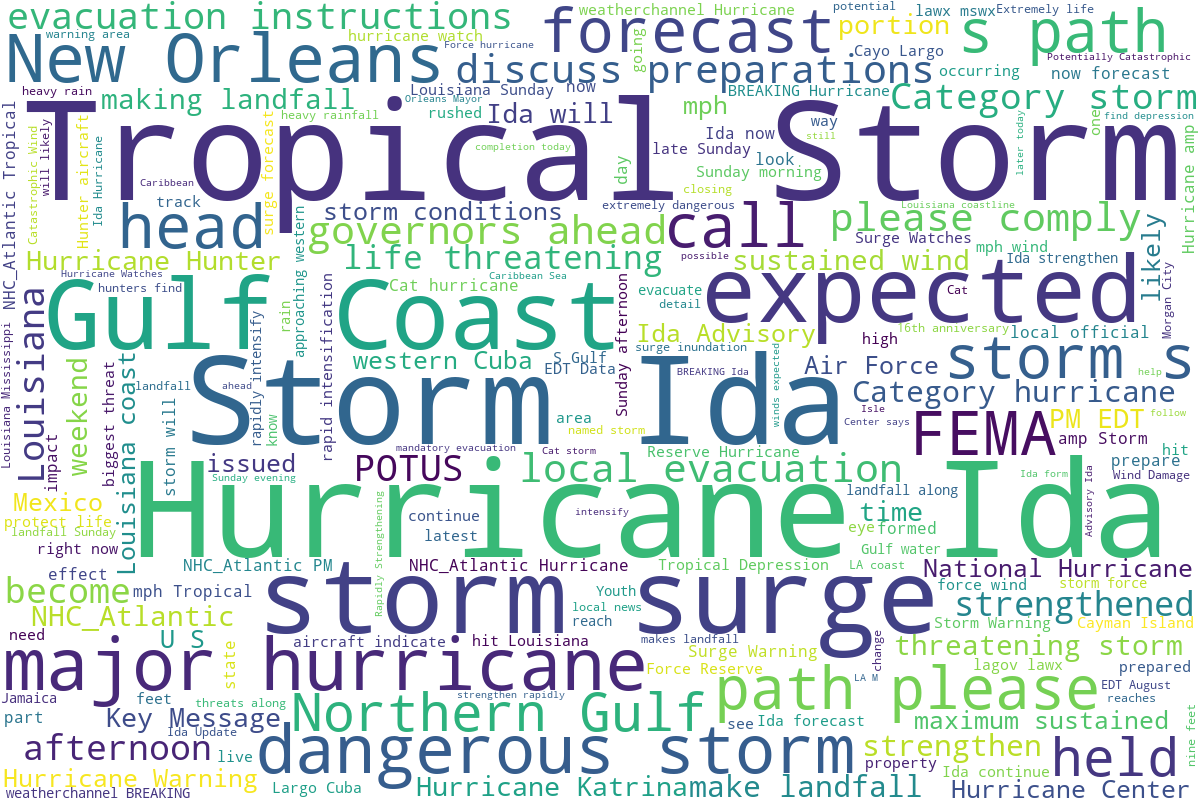 evacuation instructions
weatherchannel Hurricane
potential
lawx mswx
Extremely life
warning area
hurricane watch
Force hurricane
going
forecast
portion
s path
New Orleans
discuss preparations
Cayo Largo
Potentially Catastrophic
occurring
now forecast
heavy rain
making landfall
Louisiana Sunday
now
BREAKING Hurricane
Category storm
Orleans Mayor
rushed
Ida will
mph
heavy rainfall
way
one
find depression
Tropical Storm
NHC_Atlantic Tropical
will likely
Catastrophic Wind
Hunter aircraft
Ida Hurricane
surge forecast
completion today
Ida now
late Sunday
look
still
later today
day
Sunday morning
Caribbean
closing
track
head
storm conditions
extremely dangerous
call
please comply
Louisiana coastline
Hurricane amp
governors ahead
Surge Watches
mph wind
Hurricane Hunter
approaching western
life threatening
possible
sustained wind
Ida strengthen
likely
Hurricane Watches
hunters find
Caribbean Sea
Cat hurricane
evacuate
detail
Cat
expected
Morgan City
Gulf Coast
rain
Sunday afternoon
Ida Advisory
16th anniversary
local official
high
Louisiana
Louisiana Mississippi
rapidly intensify
rapid intensification
western Cuba
S Gulf
EDT Data
surge inundation
BREAKING Ida
winds expected
Air Force
storm s
help
weekend
biggest threat
Louisiana coast
landfall
ahead
Storm Ida
Category hurricane
Isle
Center says
area
named storm
know
FEMA
PM EDT
follow
amp Storm
hit
impact
storm will
issued
mandatory evacuation
Cat storm
Reserve Hurricane
prepare
Wind Damage
Sunday evening
POTUS
local evacuation
Ida form
Advisory Ida
Mexico
protect life
landfall Sunday
right now
Hurricane Ida
landfall along
time
continue
latest
intensify
eye
formed
Gulf water
Rapidly Strengthening
effect
NHC_Atlantic PM
NHC_Atlantic Hurricane
Tropical Depression
LA coast
National Hurricane
become
mph Tropical
storm surge
Youth
local news
reach
force wind
storm force
strengthened
NHC_Atlantic
Storm Warning
Cayman Island
need
U S
state
aircraft indicate
hit Louisiana
makes landfall
Surge Warning
change
threatening storm
major hurricane
Force Reserve
lagov lawx
prepared
LA M
EDT August
reaches
Jamaica
feet
threats along
strengthen rapidly
path please
part
Key Message
Northern Gulf
see
Ida forecast
maximum sustained
Ida Update
afternoon
live
dangerous storm
strengthen
property
held
nine feet
Hurricane Warning
Ida continue
weatherchannel BREAKING
Largo Cuba
Hurricane Katrina
make landfall
Hurricane Center